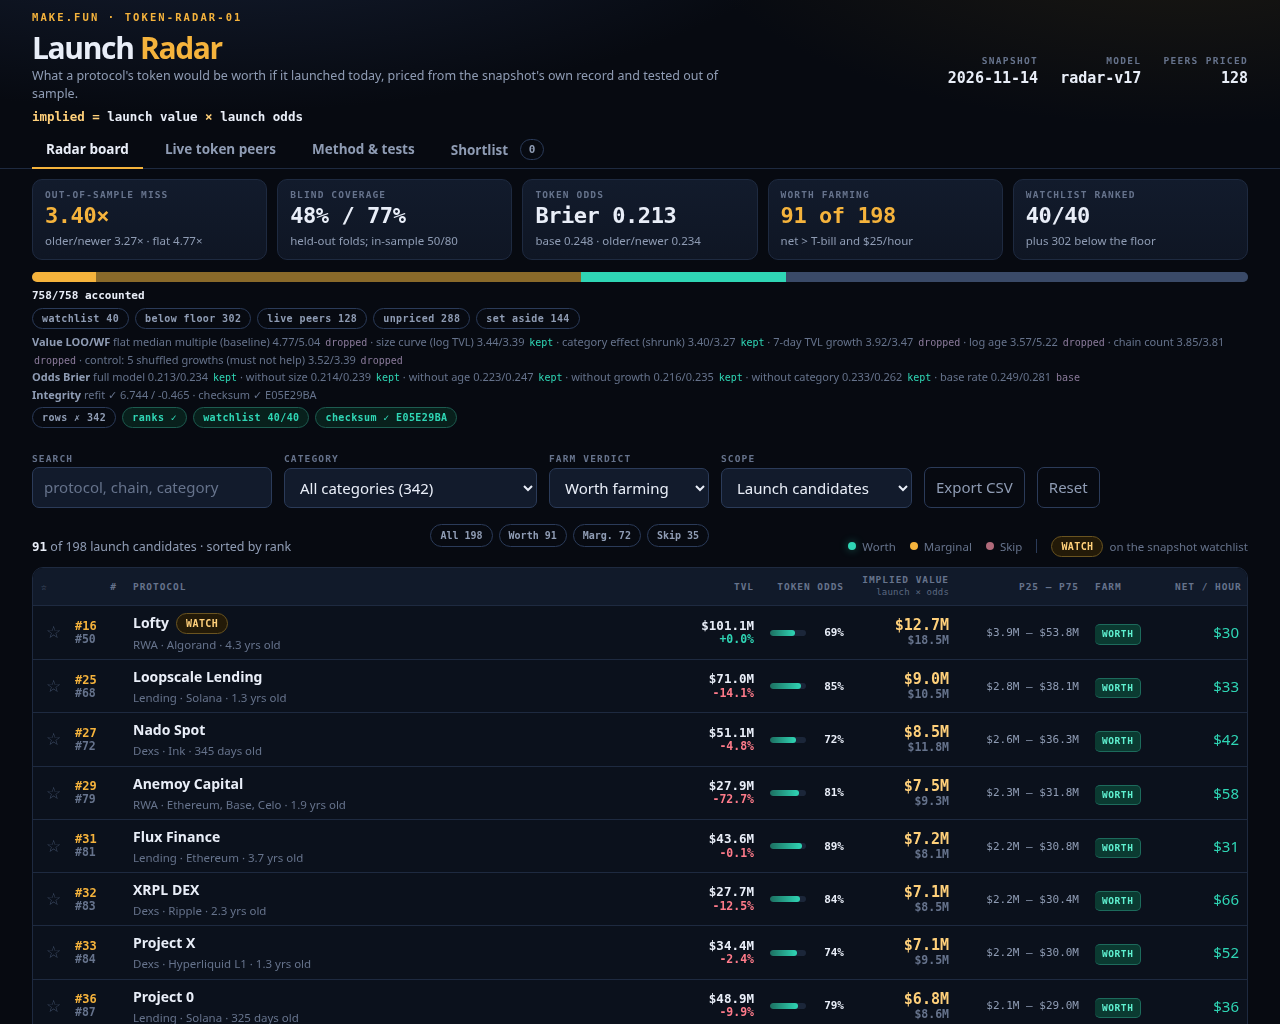 MAKE.FUN · TOKEN-RADAR-01
Launch Radar
What a protocol's token would be worth if it launched today, priced from the snapshot's own record and tested out of
sample.
implied = launch value × launch odds
SNAPSHOT
2026-11-14
MODEL
radar-v17
PEERS PRICED
128
Radar board
Live token peers
Method & tests
Shortlist 0
OUT-OF-SAMPLE MISS
3.40×
older/newer 3.27× · flat 4.77×
BLIND COVERAGE
48% / 77%
held-out folds; in-sample 50/80
TOKEN ODDS
Brier 0.213
base 0.248 · older/newer 0.234
WORTH FARMING
91 of 198
net > T-bill and $25/hour
WATCHLIST RANKED
40/40
plus 302 below the floor
758/758 accounted
watchlist 40
below floor 302
live peers 128
unpriced 288
set aside 144
Value LOO/WF flat median multiple (baseline) 4.77/5.04 dropped · size curve (log TVL) 3.44/3.39 kept · category effect (shrunk) 3.40/3.27 kept · 7-day TVL growth 3.92/3.47 dropped · log age 3.57/5.22 dropped · chain count 3.85/3.81
dropped · control: 5 shuffled growths (must not help) 3.52/3.39 dropped
Odds Brier full model 0.213/0.234 kept · without size 0.214/0.239 kept · without age 0.223/0.247 kept · without growth 0.216/0.235 kept · without category 0.233/0.262 kept · base rate 0.249/0.281 base
Integrity refit ✓ 6.744 / -0.465 · checksum ✓ E05E29BA
rows ✗ 342
ranks ✓
watchlist 40/40
checksum ✓ E05E29BA
SEARCH
protocol, chain, category
CATEGORY
All categories (342)
FARM VERDICT
Worth farming
SCOPE
Launch candidates
Export CSV
Reset
91 of 198 launch candidates · sorted by rank
All 198
Worth 91
Marg. 72
Skip 35
Worth
Marginal
Skip
WATCH on the snapshot watchlist
☆ # PROTOCOL TVL TOKEN ODDS IMPLIED VALUE P25 — P75 FARM NET / HOUR
launch × odds
☆ #16 Lofty WATCH $101.1M 69% $12.7M $3.9M — $53.8M WORTH $30
#50 RWA · Algorand · 4.3 yrs old +0.0% $18.5M
☆ #25 Loopscale Lending $71.0M 85% $9.0M $2.8M — $38.1M WORTH $33
#68 Lending · Solana · 1.3 yrs old -14.1% $10.5M
☆ #27 Nado Spot $51.1M 72% $8.5M $2.6M — $36.3M WORTH $42
#72 Dexs · Ink · 345 days old -4.8% $11.8M
☆ #29 Anemoy Capital $27.9M 81% $7.5M $2.3M — $31.8M WORTH $58
#79 RWA · Ethereum, Base, Celo · 1.9 yrs old -72.7% $9.3M
☆ #31 Flux Finance $43.6M 89% $7.2M $2.2M — $30.8M WORTH $31
#81 Lending · Ethereum · 3.7 yrs old -0.1% $8.1M
☆ #32 XRPL DEX $27.7M 84% $7.1M $2.2M — $30.4M WORTH $66
#83 Dexs · Ripple · 2.3 yrs old -12.5% $8.5M
☆ #33 Project X $34.4M 74% $7.1M $2.2M — $30.0M WORTH $52
#84 Dexs · Hyperliquid L1 · 1.3 yrs old -2.4% $9.5M
☆ #36 Project 0 $48.9M 79% $6.8M $2.1M — $29.0M WORTH $36
#87 Lending · Solana · 325 days old -9.9% $8.6M